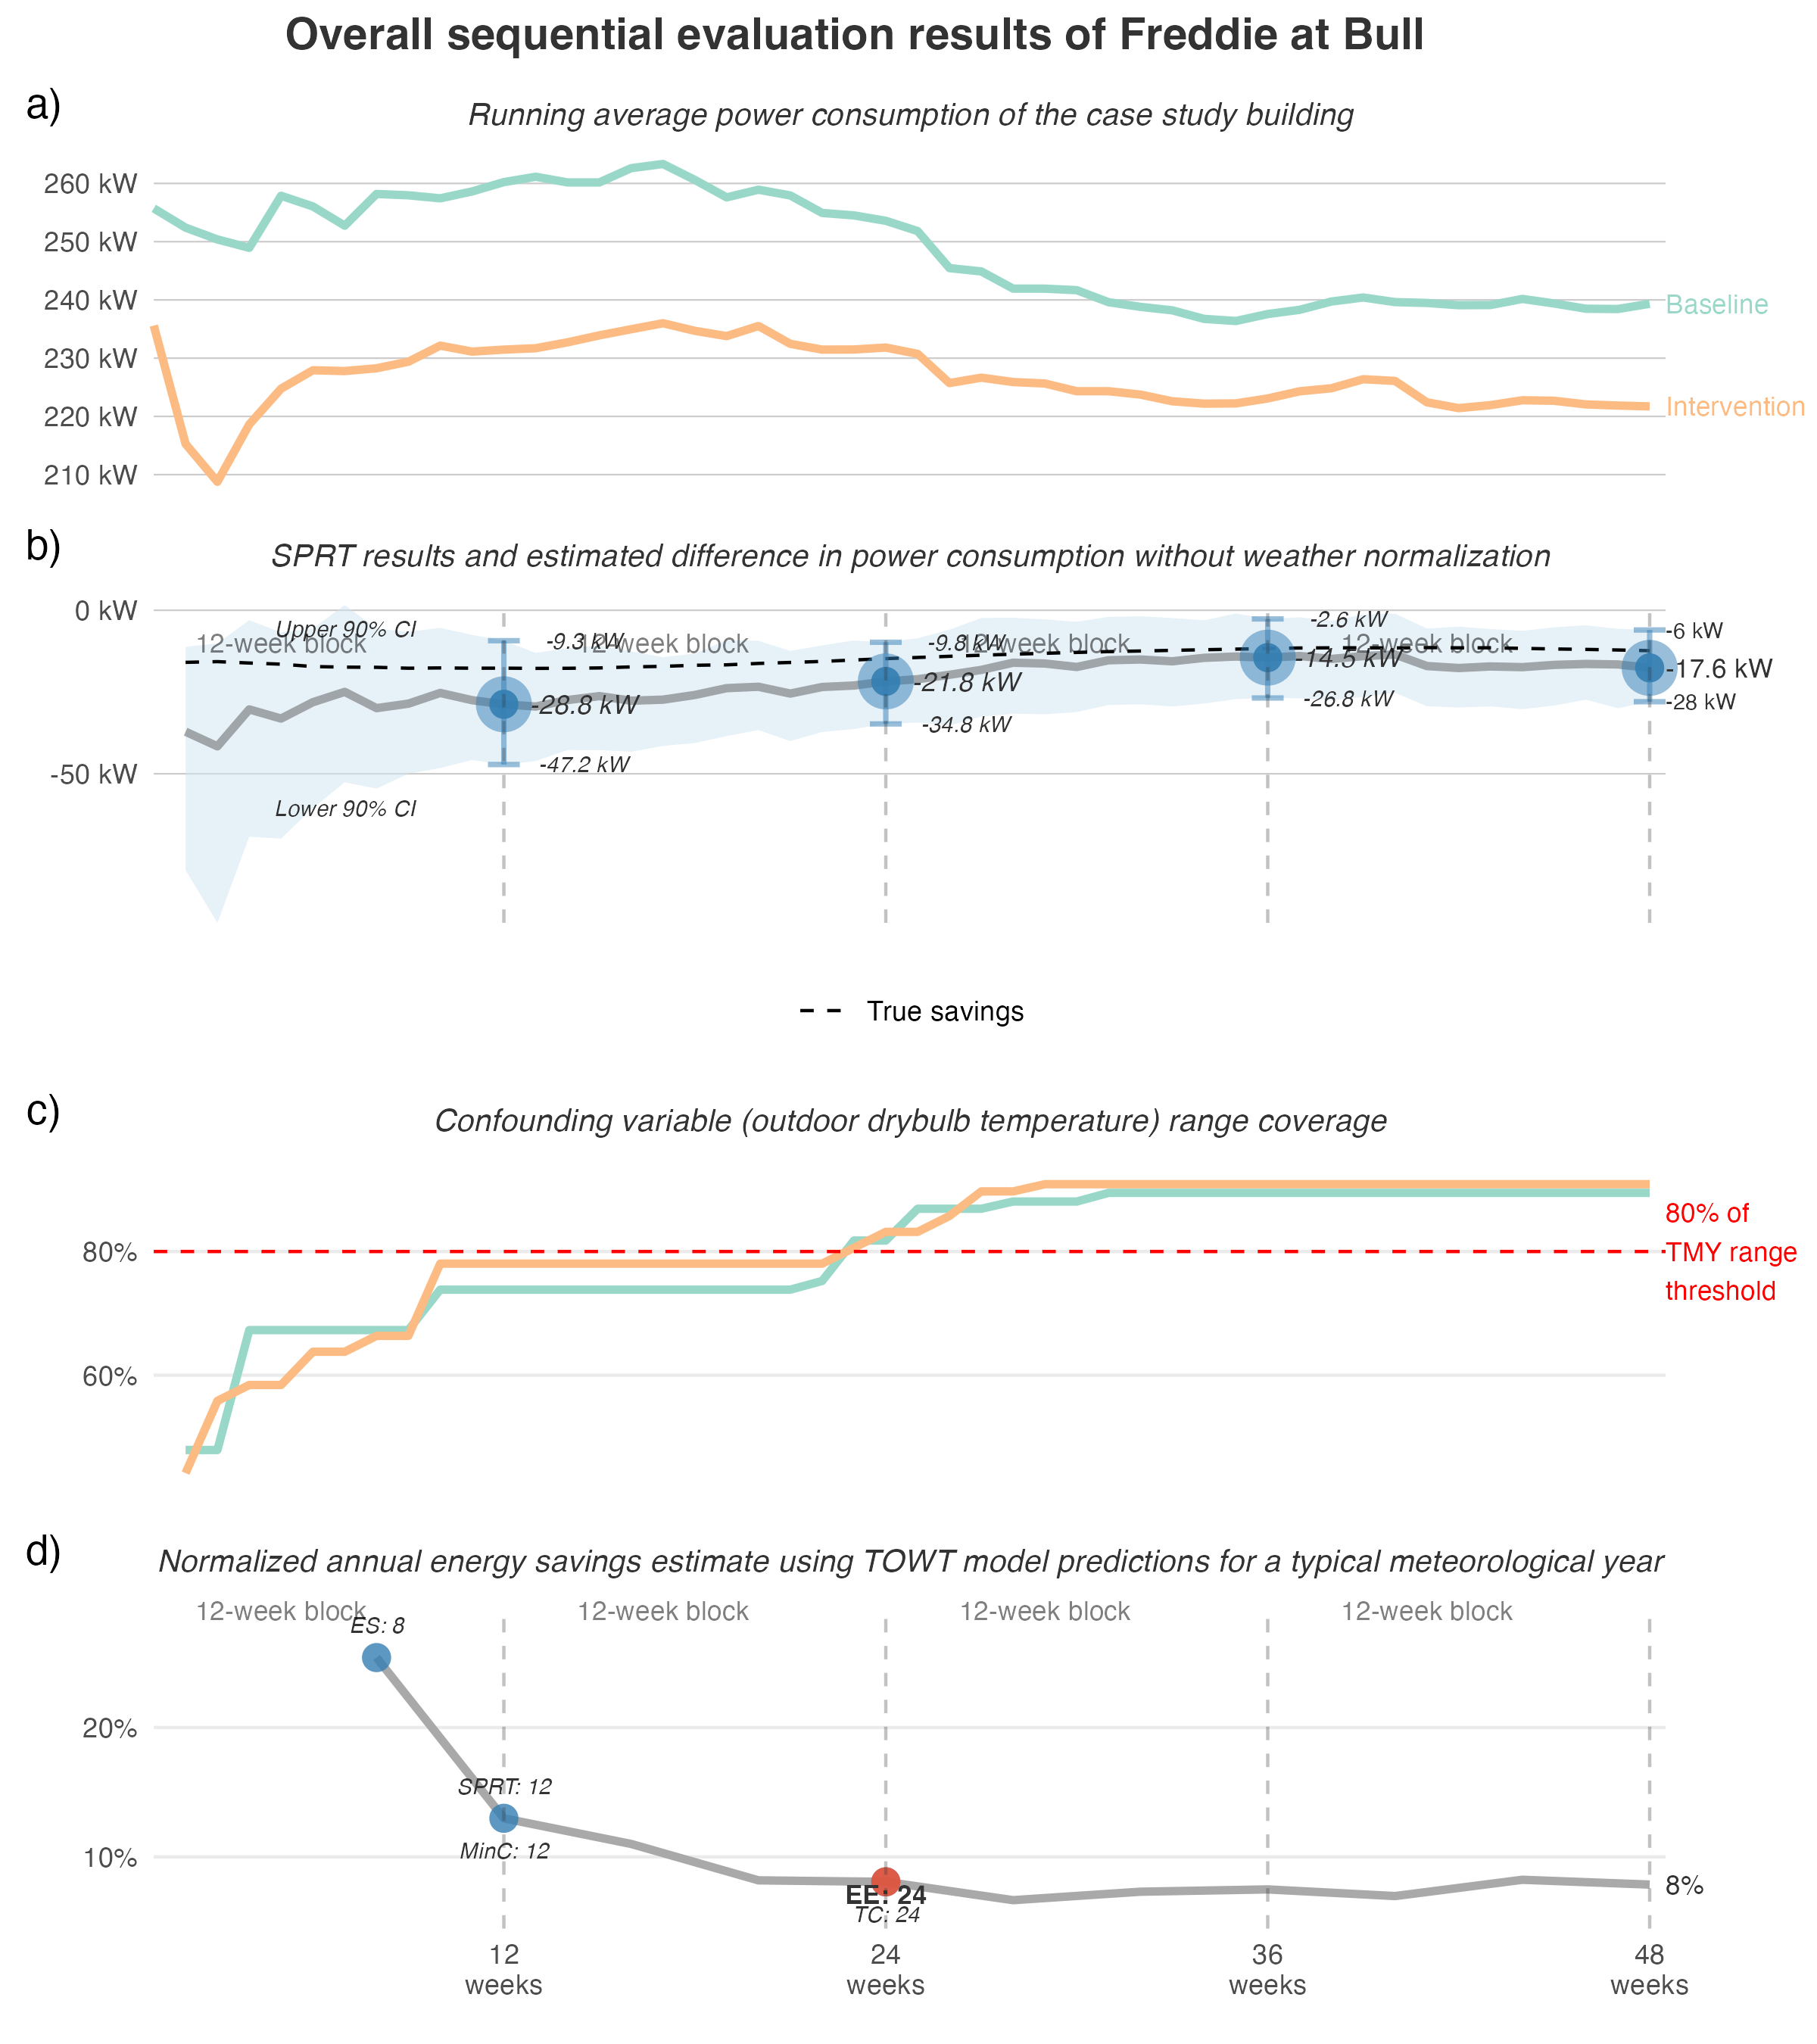 Overall sequential evaluation results of Freddie at Bull
a)
Running average power consumption of the case study building
260 kW
250 kW
240 kW
230 kW
220 kW
210 kW
Baseline
Intervention
b)
SPRT results and estimated difference in power consumption without weather normalization
0 kW
-50 kW
12-week block
12-week block
12-week block
12-week block
Upper 90% CI
Lower 90% CI
-9.3 kW
-28.8 kW
-47.2 kW
-9.8 kW
-21.8 kW
-34.8 kW
-2.6 kW
-14.5 kW
-26.8 kW
-6 kW
-17.6 kW
-28 kW
True savings
c)
Confounding variable (outdoor drybulb temperature) range coverage
80%
60%
80% of
TMY range
threshold
d)
Normalized annual energy savings estimate using TOWT model predictions for a typical meteorological year
12-week block
12-week block
12-week block
12-week block
ES: 8
20%
SPRT: 12
MinC: 12
10%
EE: 24
TC: 24
8%
12
weeks
24
weeks
36
weeks
48
weeks